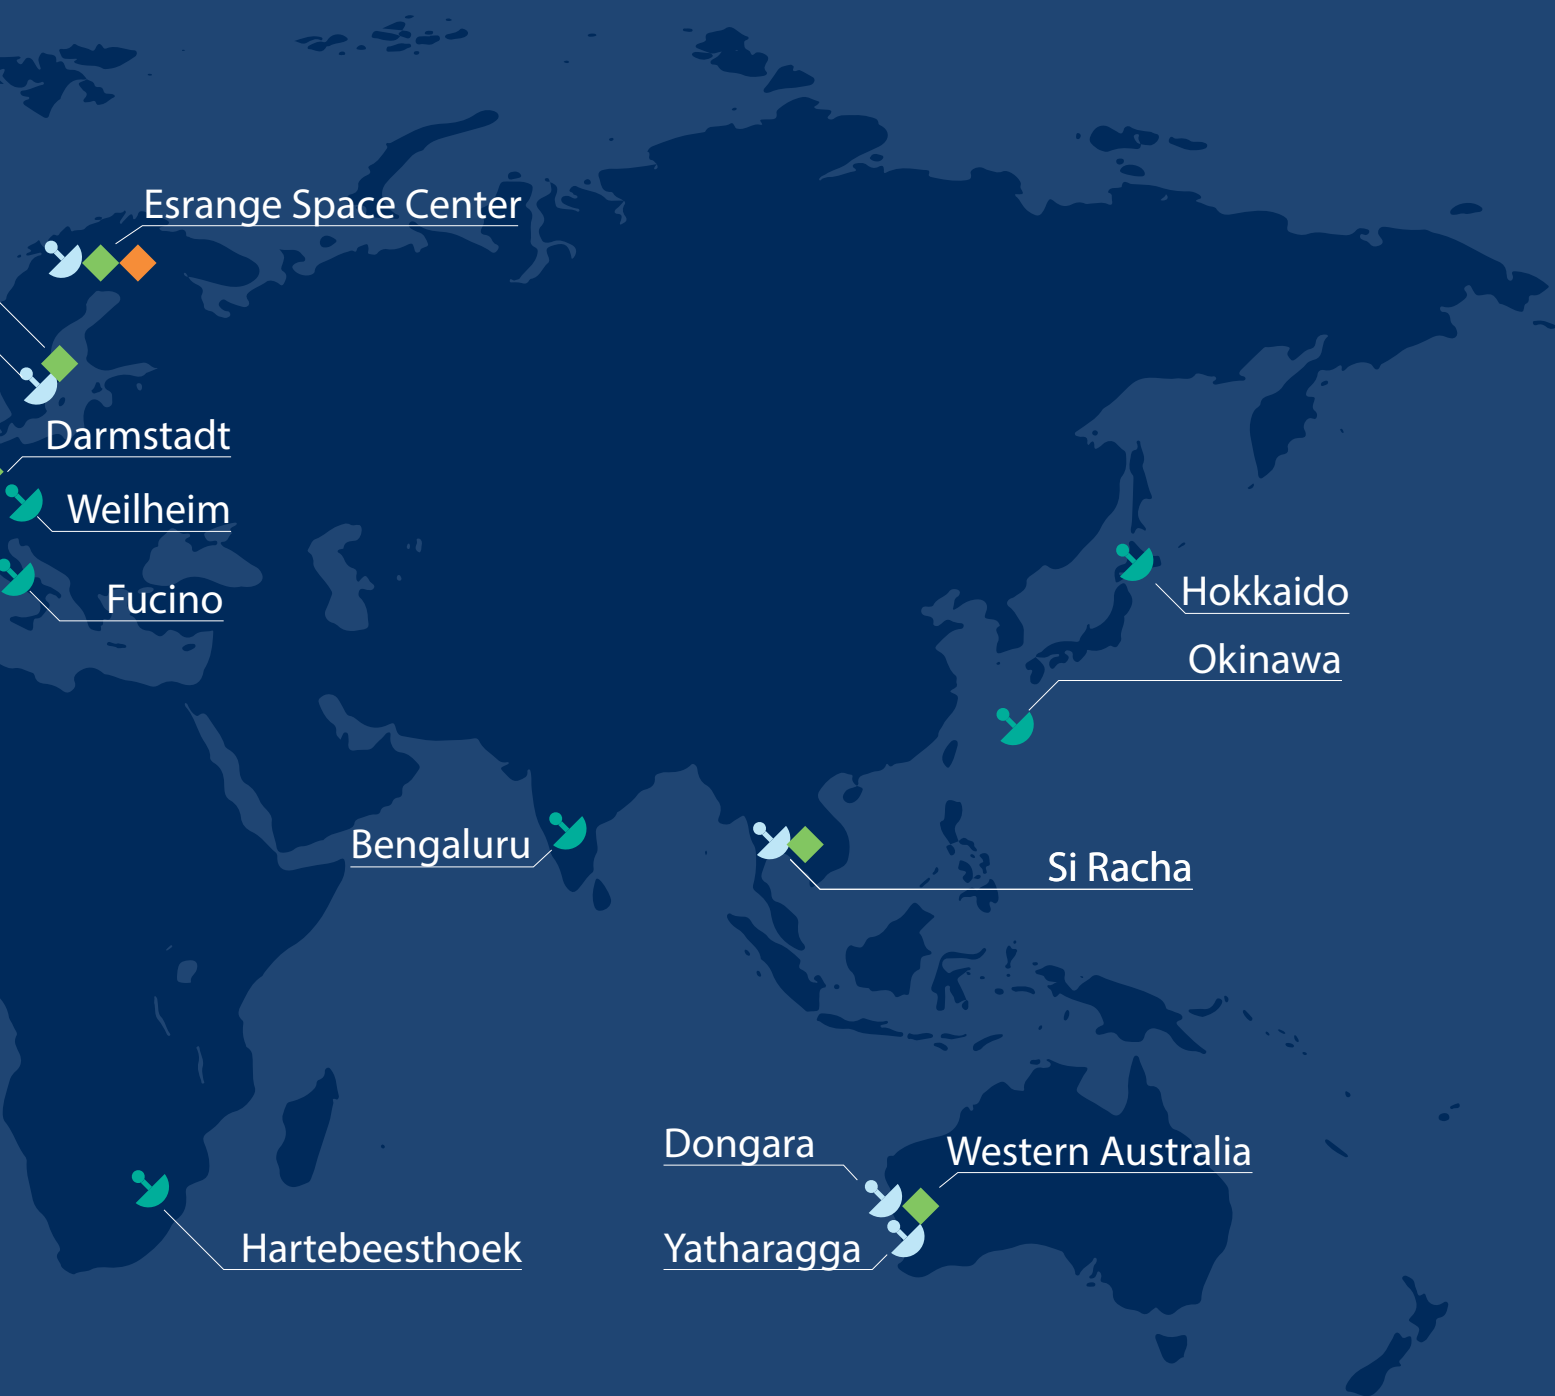 Esrange Space Center
Darmstadt
Weilheim
Fucino
Hokkaido
Okinawa
Bengaluru
Si Racha
Dongara
Western Australia
Yatharagga
Hartebeesthoek